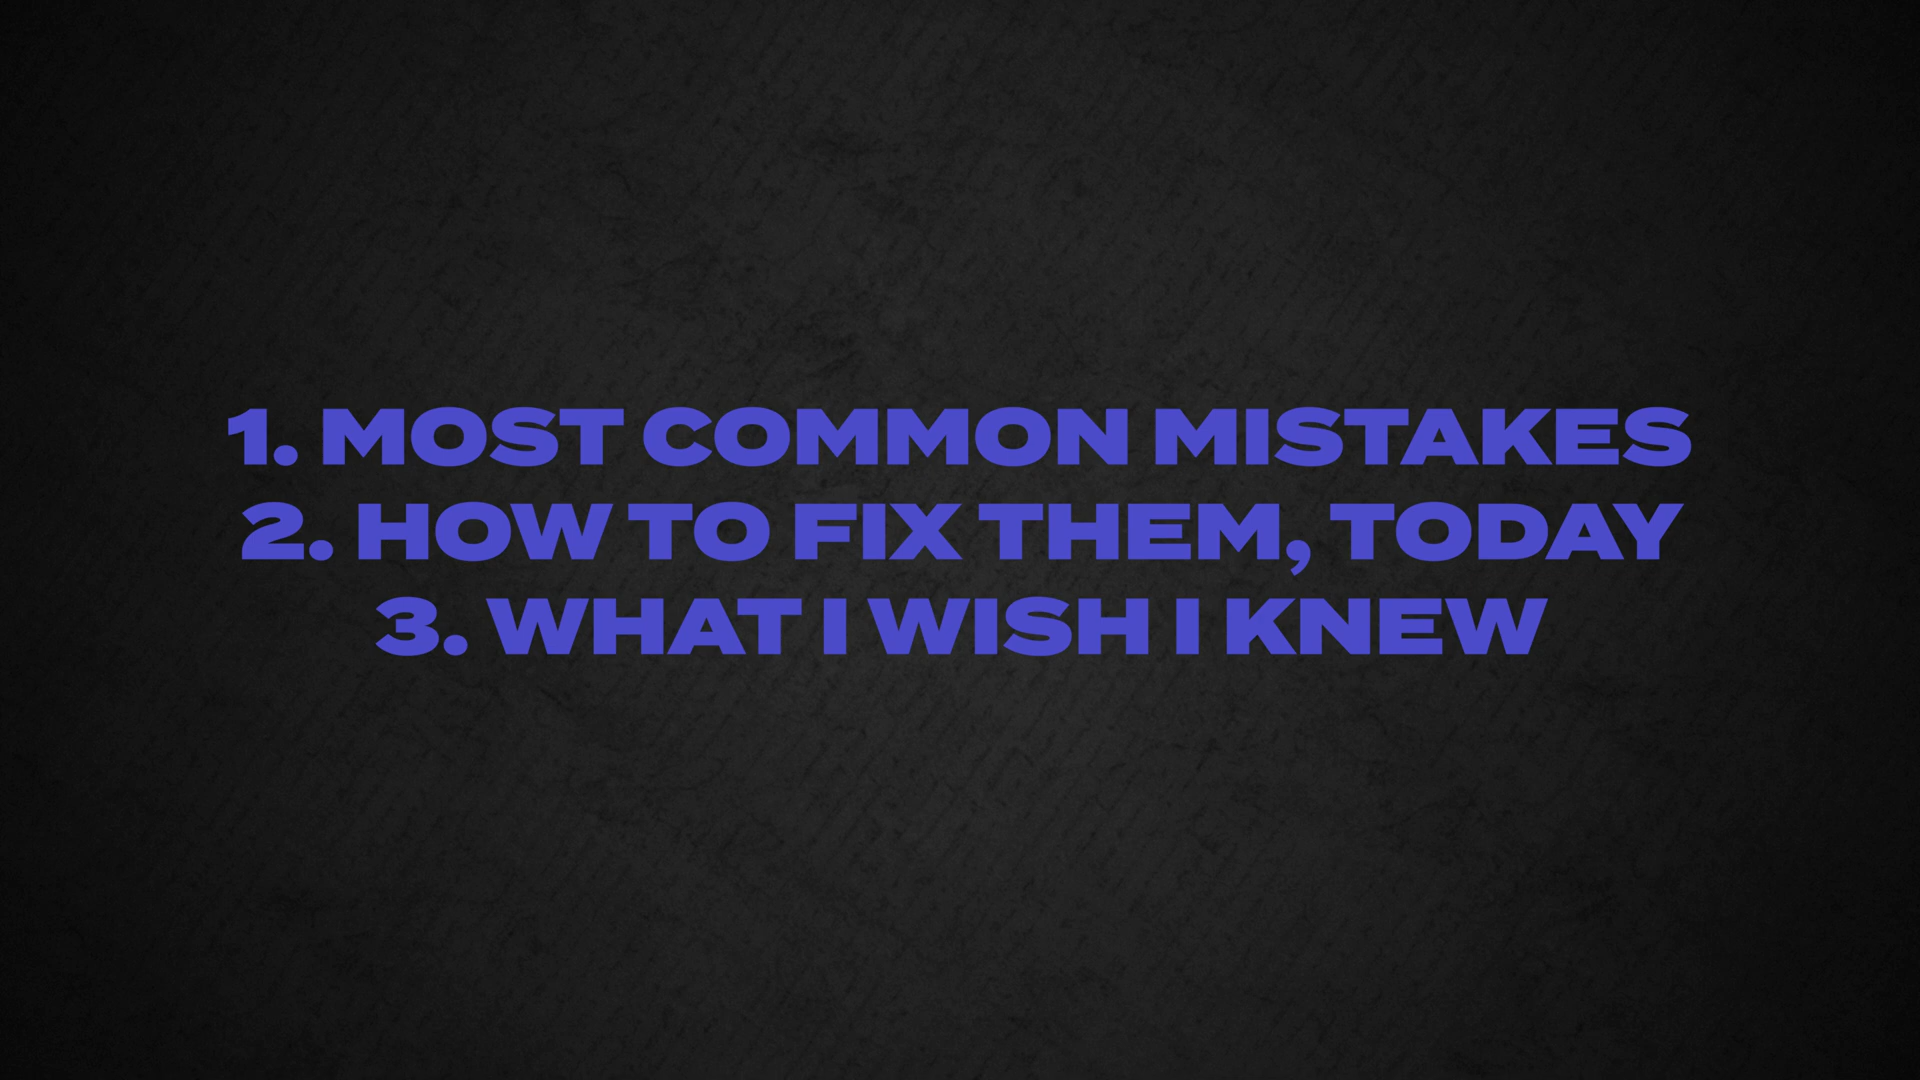 1. MOST COMMON MISTAKES
2. HOW TO FIX THEM, TODAY
3. WHAT I WISH I KNEW